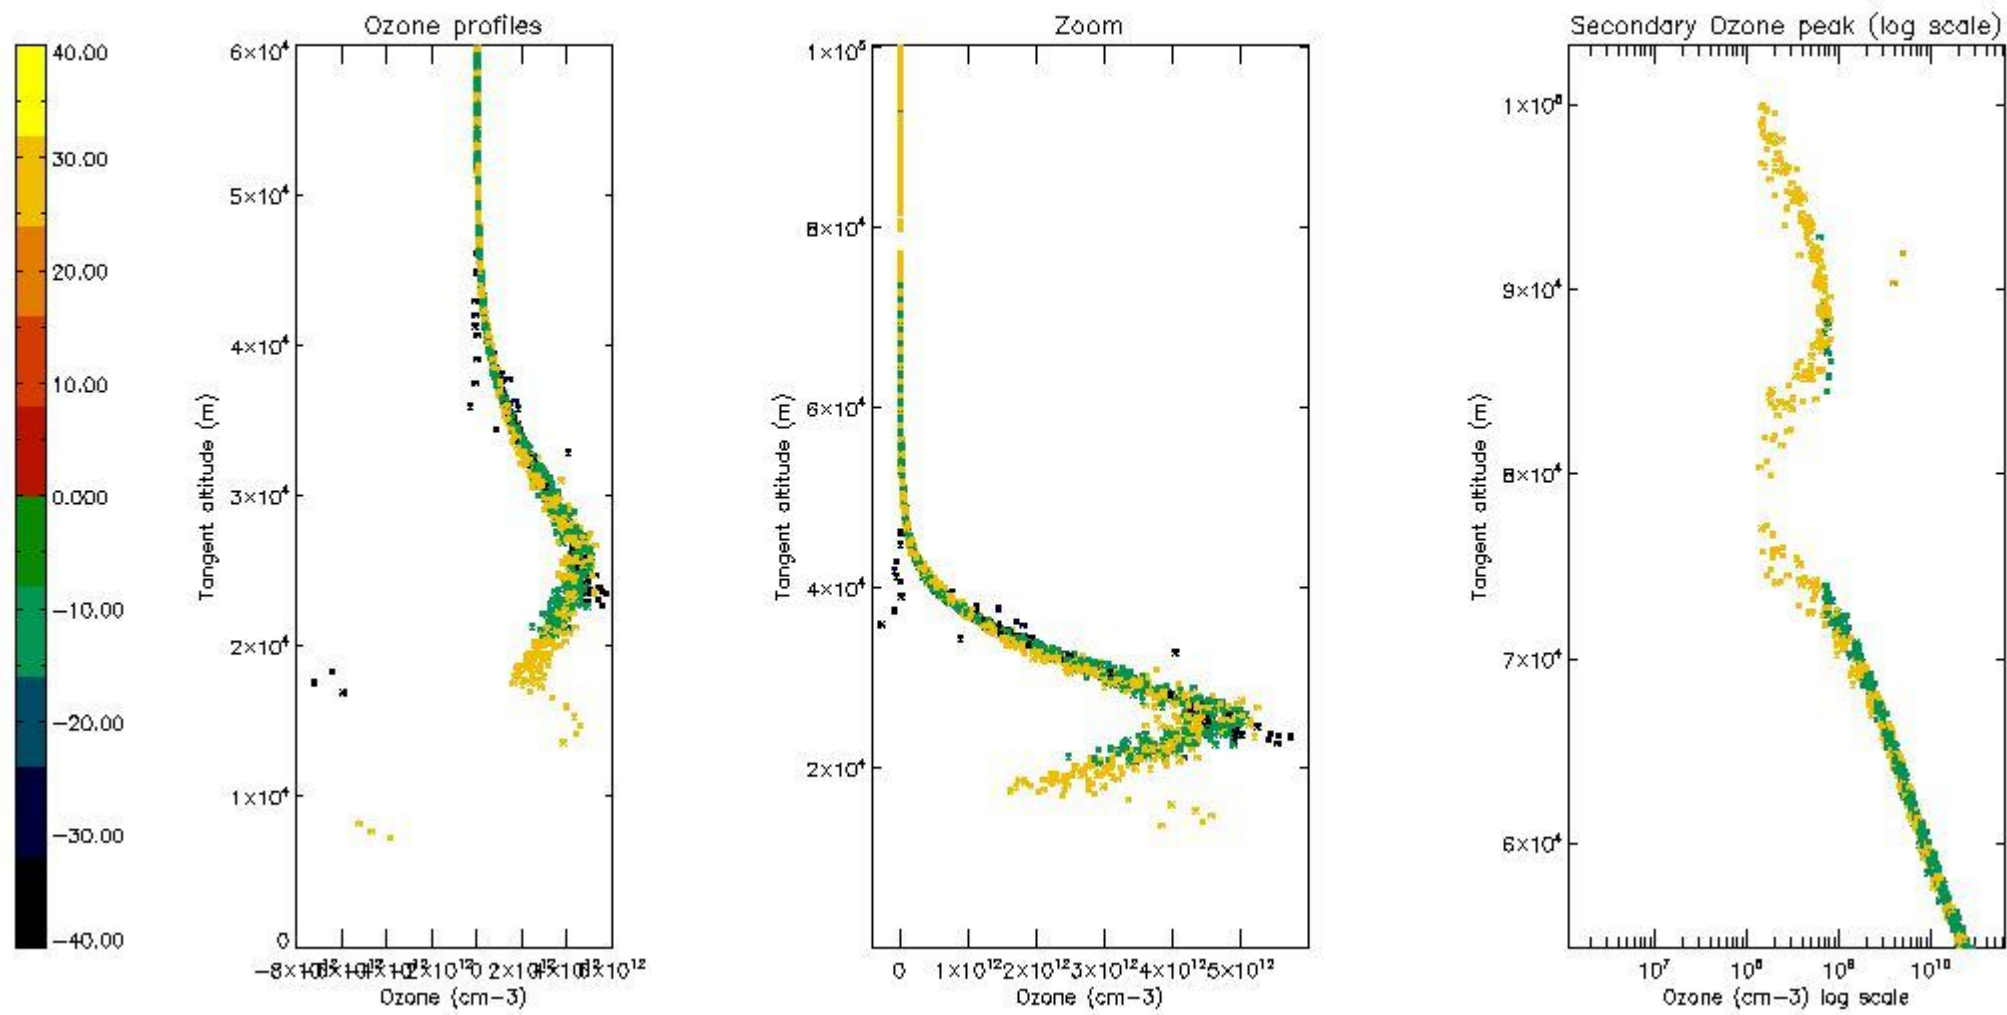 Ozone profiles
Zoom
Secondary Ozone peak (log scale)
40.00
30.00
20.00
10.00
0.000
−10.00
−20.00
−30.00
−40.00
6×10⁴
5×10⁴
4×10⁴
3×10⁴
2×10⁴
1×10⁴
0
Tangent altitude (m)
0
Ozone (cm−3)
1×10⁵
8×10⁴
6×10⁴
4×10⁴
2×10⁴
Tangent altitude (m)
0 1×10¹² 2×10¹² 3×10¹² 4×10¹² 5×10¹²
Ozone (cm−3)
9×10⁴
8×10⁴
7×10⁴
6×10⁴
Tangent altitude (m)
10⁷ 10¹⁰
Ozone (cm−3) log scale